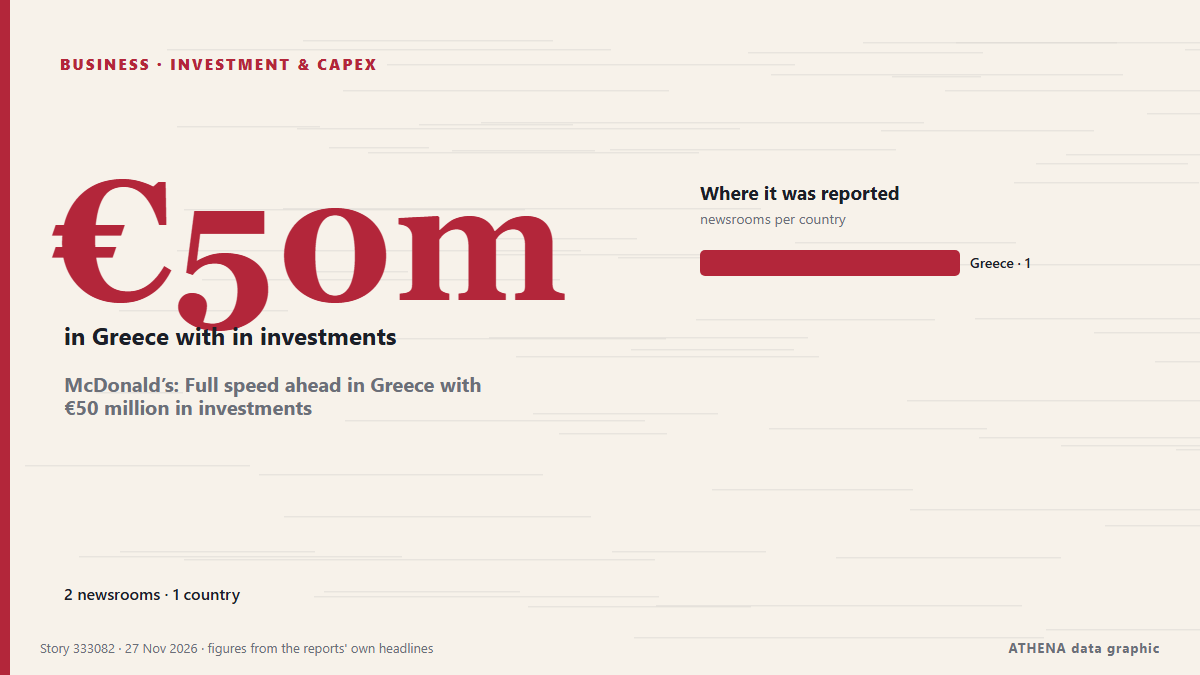 BUSINESS · INVESTMENT & CAPEX
€50m
in Greece with in investments
McDonald’s: Full speed ahead in Greece with
€50 million in investments
Where it was reported
newsrooms per country
Greece · 1
2 newsrooms · 1 country
Story 333082 · 27 Nov 2026 · figures from the reports' own headlines
ATHENA data graphic